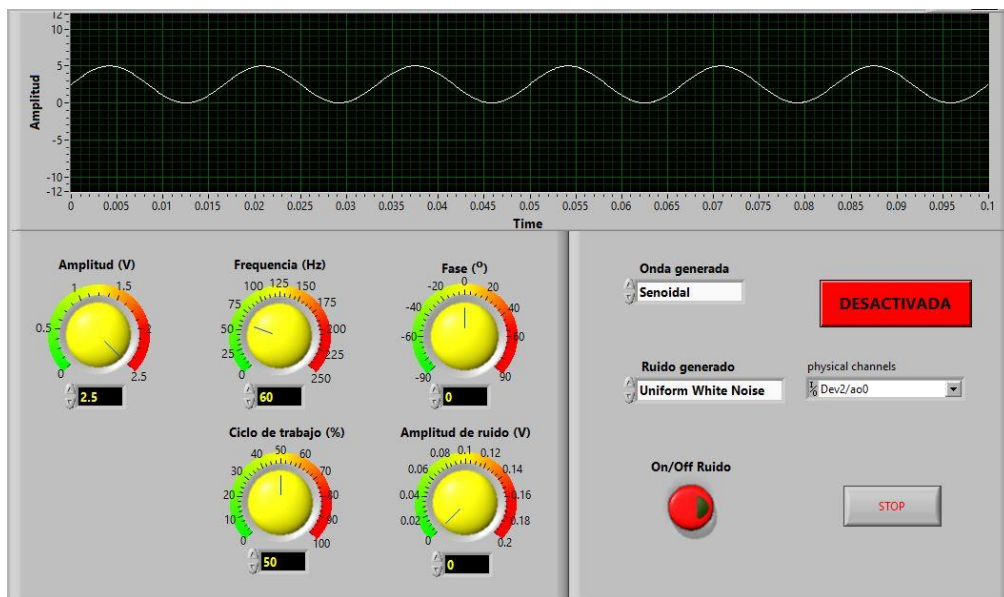 12
10
5
0
-10
-12
Amplitud
0 0.005 0.01 0.015 0.02 0.025 0.03 0.035 0.04 0.045 0.05 0.055 0.06 0.065 0.07 0.075 0.08 0.085 0.09 0.095 0.1
Time
Amplitud (V)
0 0.5 1 1.5 2 2.5
2.5
Frequencia (Hz)
0 25 50 75 100 125 150 175 200 225 250
60
Fase (º)
-90 -60 -40 -20 0 20 40 60 90
0
Ciclo de trabajo (%)
0 10 20 30 40 50 60 70 80 90 100
50
Amplitud de ruido (V)
0 0.02 0.04 0.06 0.08 0.1 0.12 0.14 0.16 0.18 0.2
0
Onda generada
Senoidal
DESACTIVADA
Ruido generado
Uniform White Noise
physical channels
I/O Dev2/ao0
On/Off Ruido
STOP